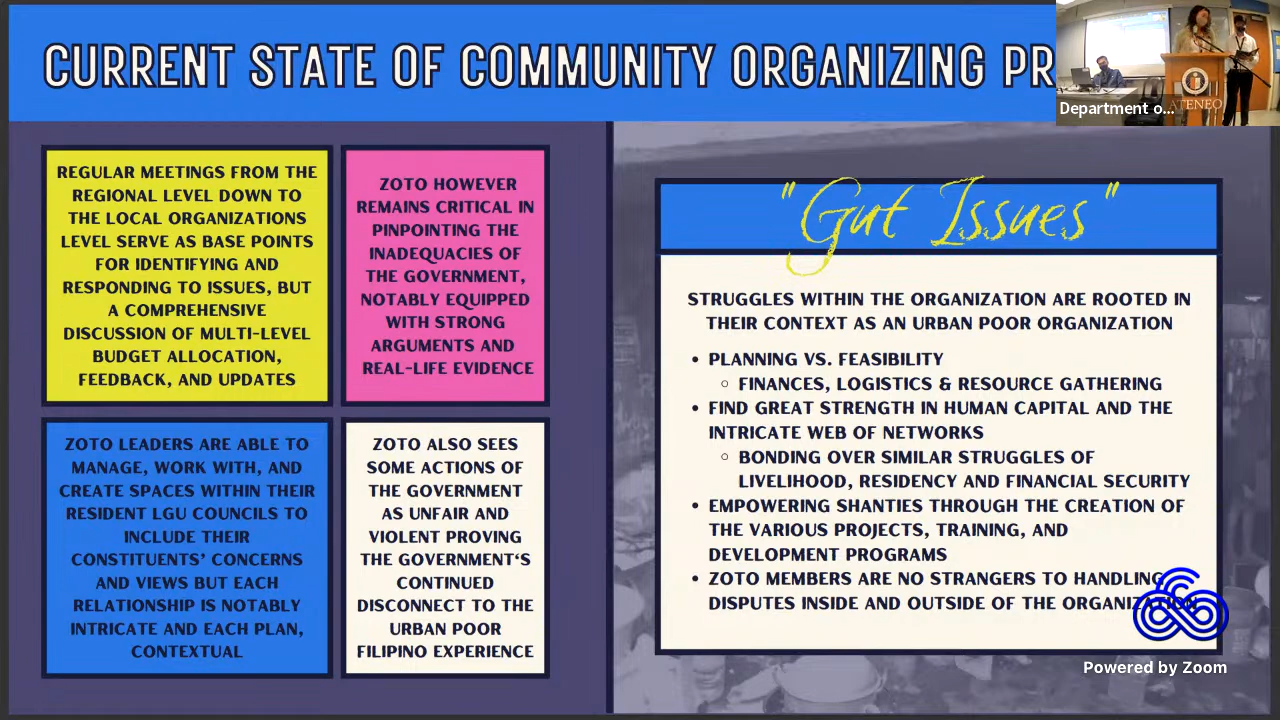 CURRENT STATE OF COMMUNITY ORGANIZING PR
Department o...
ATENEO
REGULAR MEETINGS FROM THE
REGIONAL LEVEL DOWN TO
THE LOCAL ORGANIZATIONS
LEVEL SERVE AS BASE POINTS
FOR IDENTIFYING AND
RESPONDING TO ISSUES, BUT
A COMPREHENSIVE
DISCUSSION OF MULTI-LEVEL
BUDGET ALLOCATION,
FEEDBACK, AND UPDATES
ZOTO HOWEVER
REMAINS CRITICAL IN
PINPOINTING THE
INADEQUACIES OF
THE GOVERNMENT,
NOTABLY EQUIPPED
WITH STRONG
ARGUMENTS AND
REAL-LIFE EVIDENCE
ZOTO LEADERS ARE ABLE TO
MANAGE, WORK WITH, AND
CREATE SPACES WITHIN THEIR
RESIDENT LGU COUNCILS TO
INCLUDE THEIR
CONSTITUENTS' CONCERNS
AND VIEWS BUT EACH
RELATIONSHIP IS NOTABLY
INTRICATE AND EACH PLAN,
CONTEXTUAL
ZOTO ALSO SEES
SOME ACTIONS OF
THE GOVERNMENT
AS UNFAIR AND
VIOLENT PROVING
THE GOVERNMENT'S
CONTINUED
DISCONNECT TO THE
URBAN POOR
FILIPINO EXPERIENCE
"Gut Issues"
STRUGGLES WITHIN THE ORGANIZATION ARE ROOTED IN
THEIR CONTEXT AS AN URBAN POOR ORGANIZATION
• PLANNING VS. FEASIBILITY
○ FINANCES, LOGISTICS & RESOURCE GATHERING
• FIND GREAT STRENGTH IN HUMAN CAPITAL AND THE
INTRICATE WEB OF NETWORKS
○ BONDING OVER SIMILAR STRUGGLES OF
LIVELIHOOD, RESIDENCY AND FINANCIAL SECURITY
• EMPOWERING SHANTIES THROUGH THE CREATION OF
THE VARIOUS PROJECTS, TRAINING, AND
DEVELOPMENT PROGRAMS
• ZOTO MEMBERS ARE NO STRANGERS TO HANDLING
DISPUTES INSIDE AND OUTSIDE OF THE ORGANIZATION
Powered by Zoom